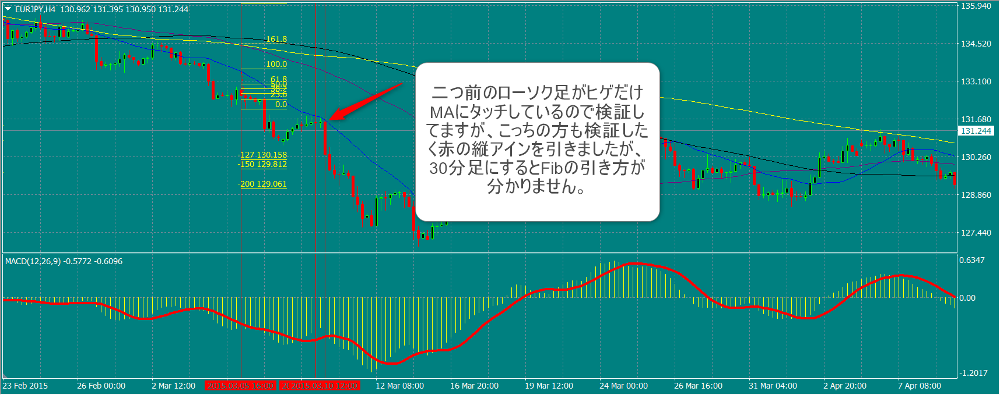 EURJPY,H4 130.962 131.395 130.950 131.244
161.8
100.0
61.8
50.0
38.2
23.6
0.0
-127 130.158
-150 129.812
-200 129.061
二つ前のローソク足がヒゲだけ
MAにタッチしているので検証し
てますが、こっちの方も検証した
く赤の縦アインを引きましたが、
30分足にするとFibの引き方が
分かりません。
135.940
134.520
133.100
131.680
131.244
130.260
128.860
127.440
MACD(12,26,9) -0.5772 -0.6096
0.6347
0.00
-1.2017
23 Feb 2015
26 Feb 00:00
2 Mar 12:00
2015.03.05 16:00
2015.03.10 12:00
12 Mar 08:00
16 Mar 20:00
19 Mar 12:00
24 Mar 00:00
26 Mar 16:00
31 Mar 04:00
2 Apr 20:00
7 Apr 08:00